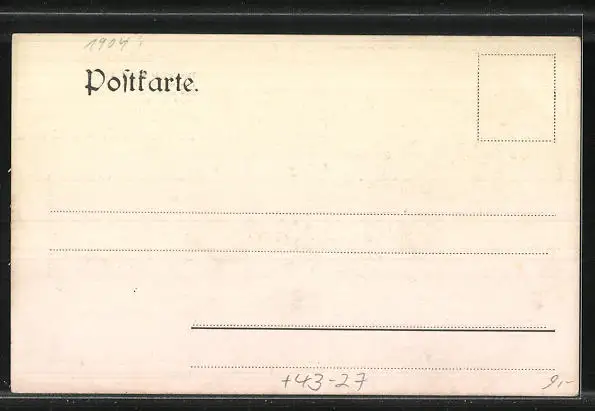 1904
Postkarte.
+43-27
9,-